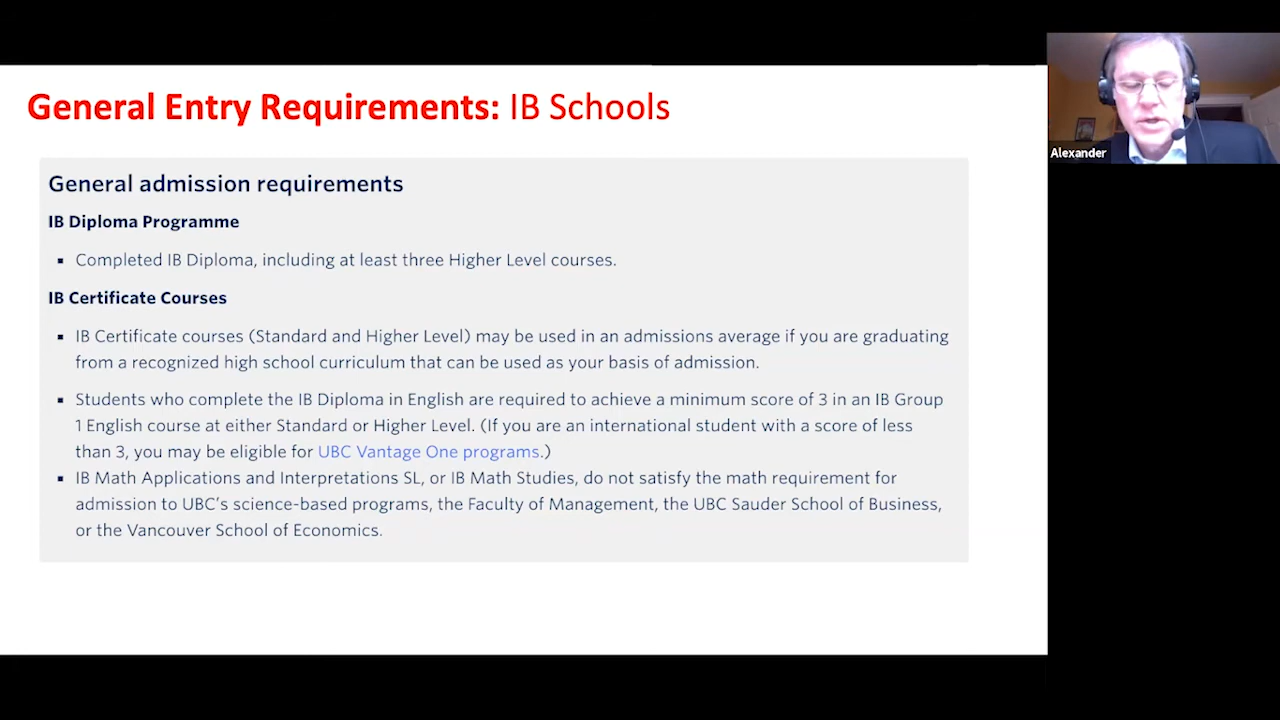 General Entry Requirements: IB Schools
General admission requirements
IB Diploma Programme
▪ Completed IB Diploma, including at least three Higher Level courses.
IB Certificate Courses
▪ IB Certificate courses (Standard and Higher Level) may be used in an admissions average if you are graduating
from a recognized high school curriculum that can be used as your basis of admission.
▪ Students who complete the IB Diploma in English are required to achieve a minimum score of 3 in an IB Group
1 English course at either Standard or Higher Level. (If you are an international student with a score of less
than 3, you may be eligible for UBC Vantage One programs.)
▪ IB Math Applications and Interpretations SL, or IB Math Studies, do not satisfy the math requirement for
admission to UBC’s science-based programs, the Faculty of Management, the UBC Sauder School of Business,
or the Vancouver School of Economics.
Alexander